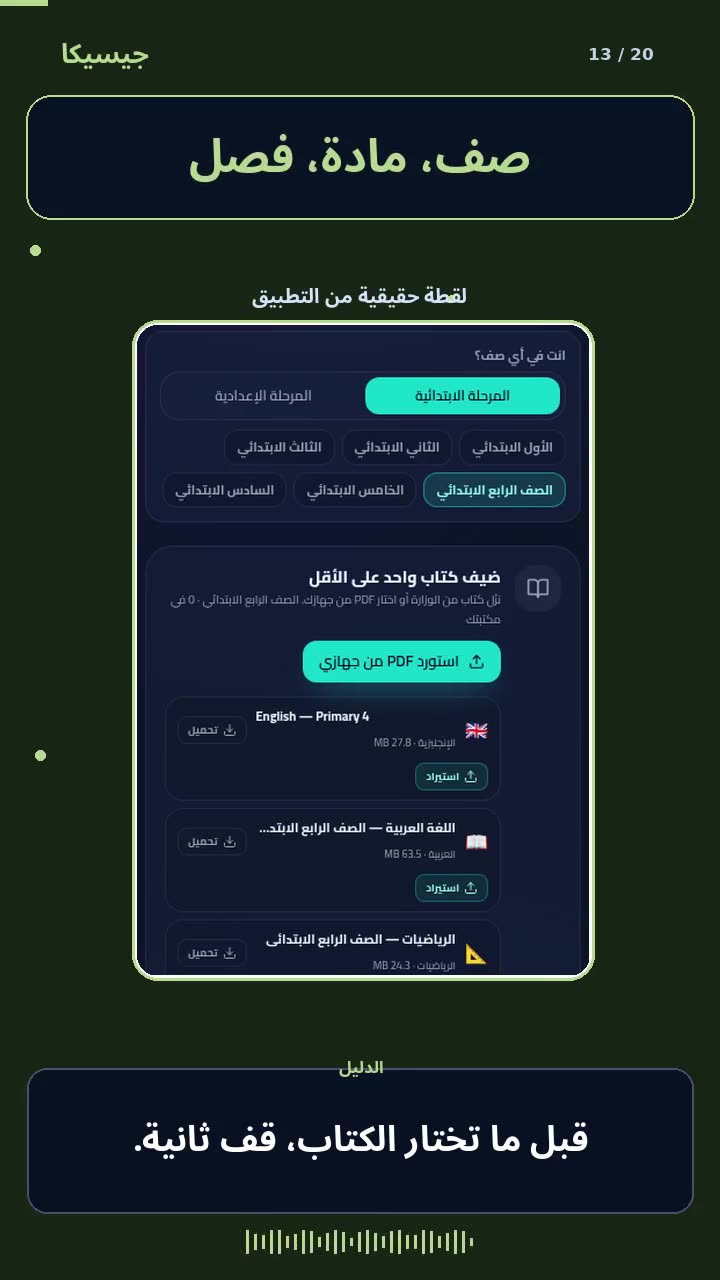 جيسيكا
13 / 20
صف، مادة، فصل
لقطة حقيقية من التطبيق
انت في أي صف؟
المرحلة الابتدائية
المرحلة الإعدادية
الأول الابتدائي
الثاني الابتدائي
الثالث الابتدائي
الصف الرابع الابتدائي
الخامس الابتدائي
السادس الابتدائي
ضيف كتاب واحد على الأقل
نزّل كتاب من الوزارة أو اختار PDF من جهازك. الصف الرابع الابتدائي · 0 في
مكتبتك
استورد PDF من جهازي
English — Primary 4
تحميل
الإنجليزية · 27.8 MB
استيراد
اللغة العربية — الصف الرابع الابتد...
تحميل
العربية · 63.5 MB
استيراد
الرياضيات — الصف الرابع الابتدائى
تحميل
الرياضيات · 24.3 MB
الدليل
قبل ما تختار الكتاب، قف ثانية.